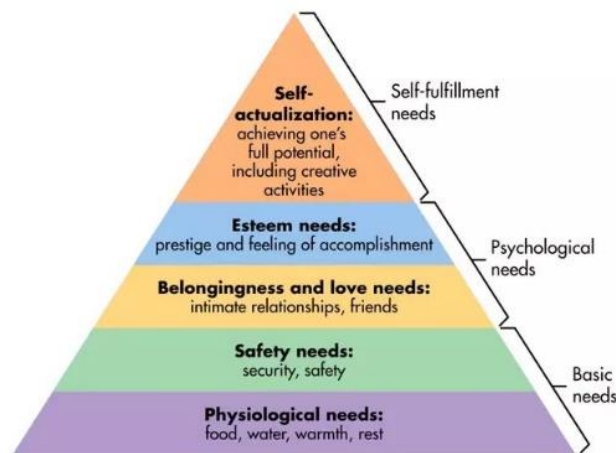 Self-
actualization:
achieving one's
full potential,
including creative
activities
Self-fulfillment
needs
Esteem needs:
prestige and feeling of accomplishment
Psychological
needs
Belongingness and love needs:
intimate relationships, friends
Safety needs:
security, safety
Basic
needs
Physiological needs:
food, water, warmth, rest